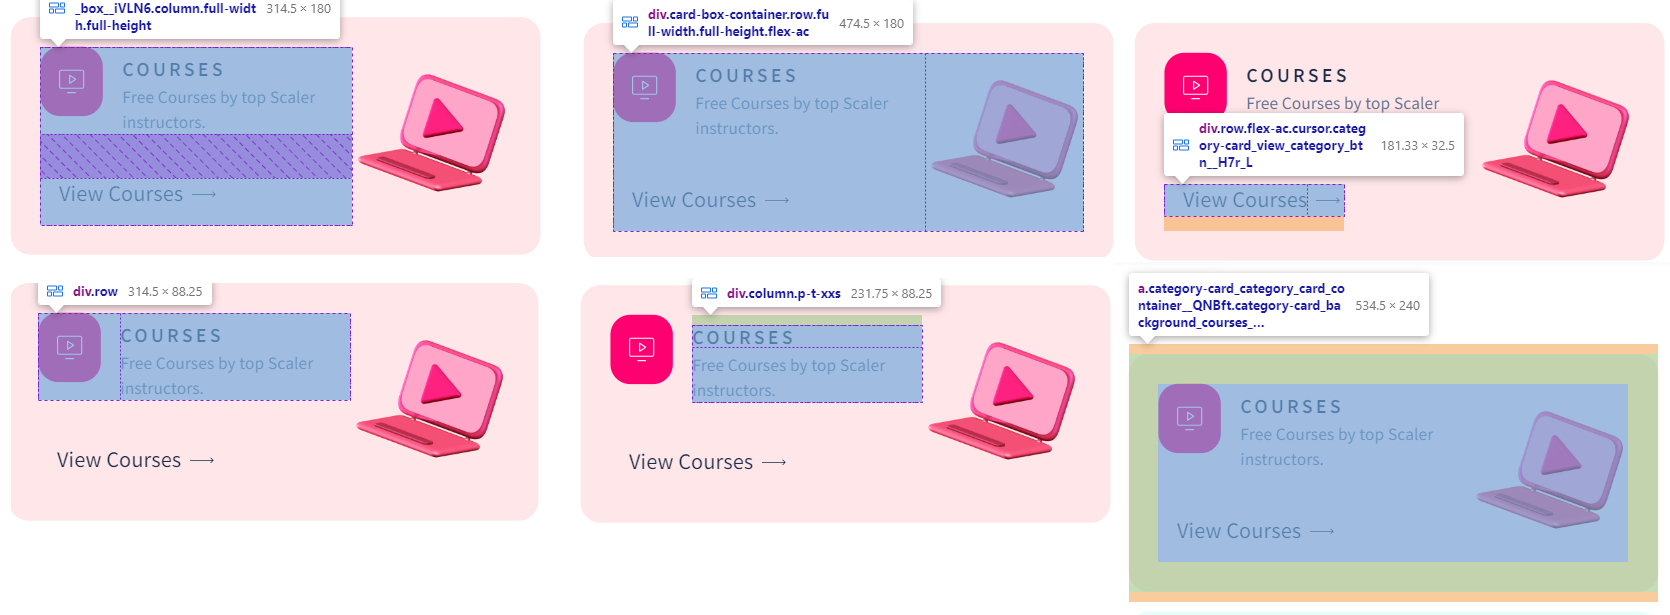 _box__iVLN6.column.full-widt
h.full-height
314.5 × 180
COURSES
Free Courses by top Scaler
instructors.
View Courses
div.card-box-container.row.fu
ll-width.full-height.flex-ac
474.5 × 180
COURSES
Free Courses by top Scaler
instructors.
View Courses
COURSES
Free Courses by top Scaler
div.row.flex-ac.cursor.categ
ory-card_view_category_bt
n__H7r_L
181.33 × 32.5
View Courses
div.row 314.5 × 88.25
COURSES
Free Courses by top Scaler
instructors.
View Courses
div.column.p-t-xxs 231.75 × 88.25
COURSES
Free Courses by top Scaler
instructors.
View Courses
a.category-card_category_card_co
ntainer__QNBft.category-card_ba
ckground_courses_...
534.5 × 240
COURSES
Free Courses by top Scaler
instructors.
View Courses